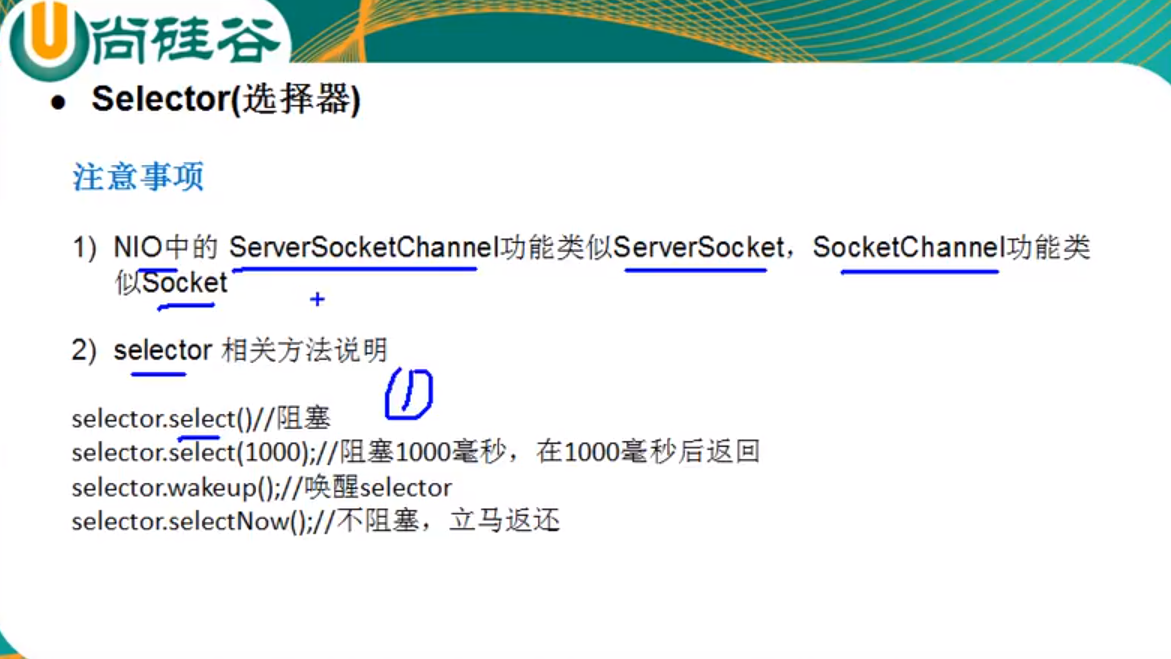 尚硅谷
Selector(选择器)
注意事项
1) NIO中的 ServerSocketChannel功能类似ServerSocket，SocketChannel功能类
似Socket
2) selector 相关方法说明
selector.select()//阻塞
selector.select(1000);//阻塞1000毫秒，在1000毫秒后返回
selector.wakeup();//唤醒selector
selector.selectNow();//不阻塞，立马返还